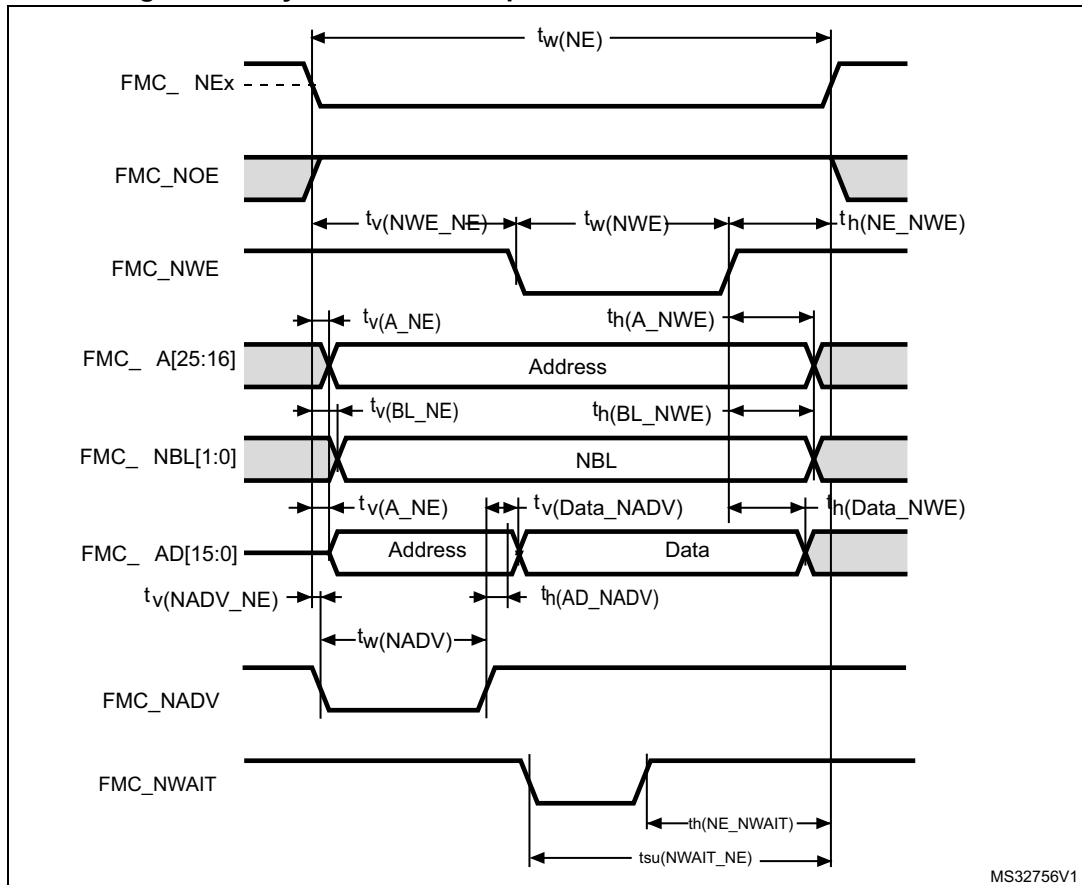 tw(NE)
FMC_ NEx
FMC_NOE
tv(NWE_NE) tw(NWE) th(NE_NWE)
FMC_NWE
tv(A_NE) th(A_NWE)
FMC_ A[25:16] Address
tv(BL_NE) th(BL_NWE)
FMC_ NBL[1:0] NBL
tv(A_NE) tv(Data_NADV) th(Data_NWE)
FMC_ AD[15:0] Address Data
tv(NADV_NE) th(AD_NADV)
tw(NADV)
FMC_NADV
FMC_NWAIT
th(NE_NWAIT)
tsu(NWAIT_NE)
MS32756V1